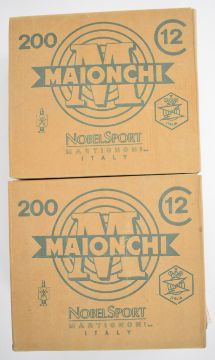 200
C 12
M
MAIONCHI
NOBELSPORT
MARTIGNONI
ITALY
200
C 12
M
MAIONCHI
NOBELSPORT
MARTIGNONI
ITALY